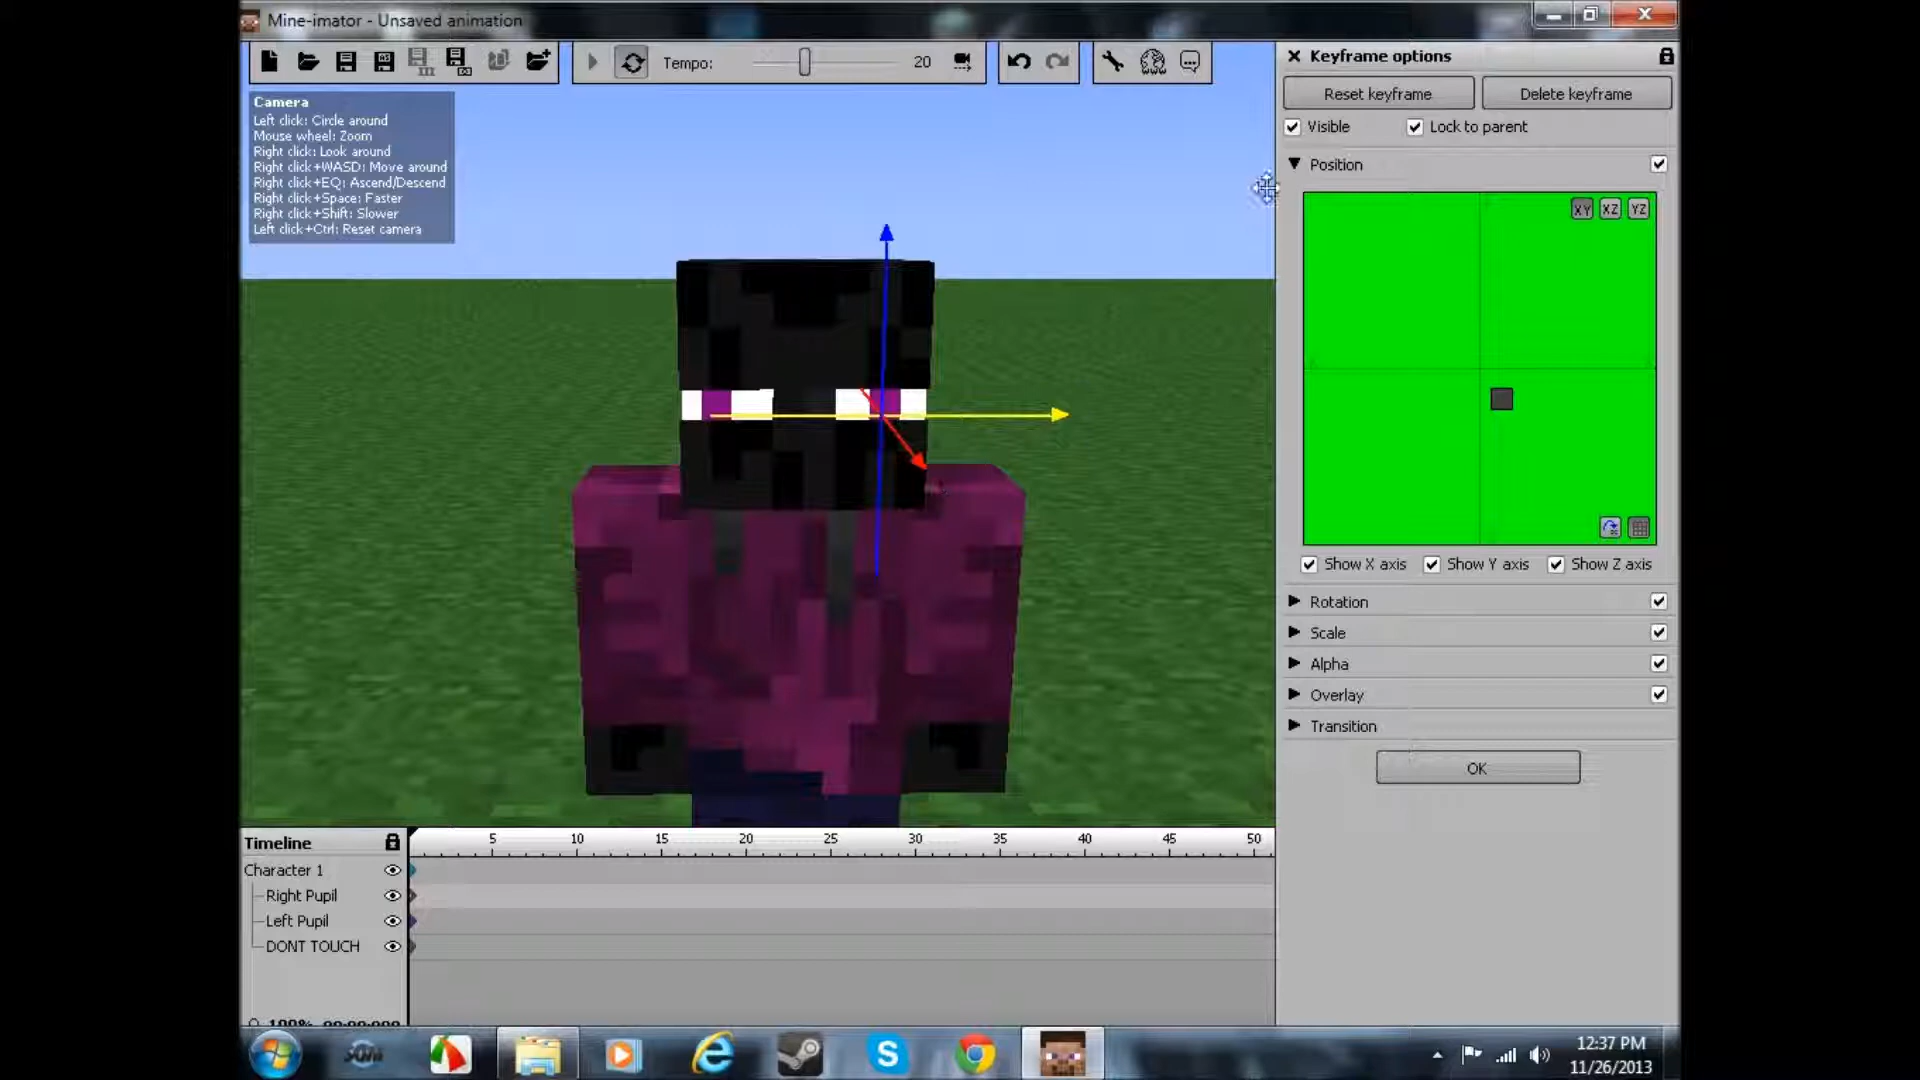 Mine-imator - Unsaved animation
Tempo: 20
Camera
Left click: Circle around
Mouse wheel: Zoom
Right click: Look around
Right click+WASD: Move around
Right click+EQ: Ascend/Descend
Right click+Space: Faster
Right click+Shift: Slower
Left click+Ctrl: Reset camera
Keyframe options
Reset keyframe Delete keyframe
Visible Lock to parent
Position
XY XZ YZ
Show X axis Show Y axis Show Z axis
Rotation
Scale
Alpha
Overlay
Transition
OK
Timeline
5 10 15 20 25 30 35 40 45 50
Character 1
Right Pupil
Left Pupil
DONT TOUCH
12:37 PM
11/26/2013